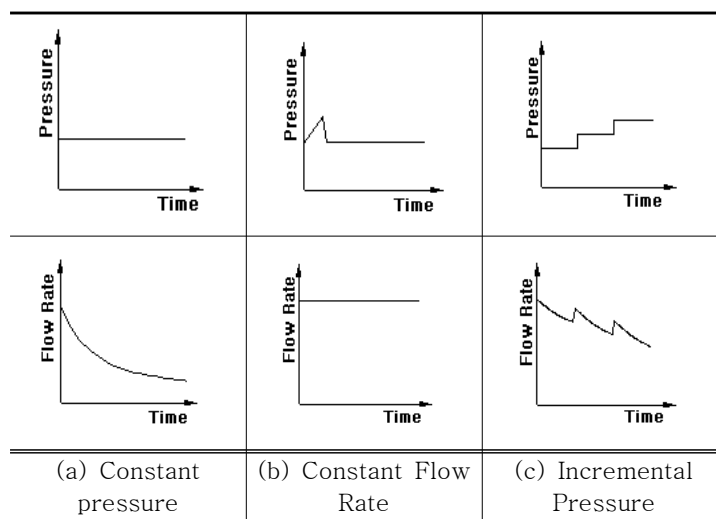 Pressure
Time
Pressure
Time
Pressure
Time
Flow Rate
Time
Flow Rate
Time
Flow Rate
Time
(a) Constant
pressure
(b) Constant Flow
Rate
(c) Incremental
Pressure